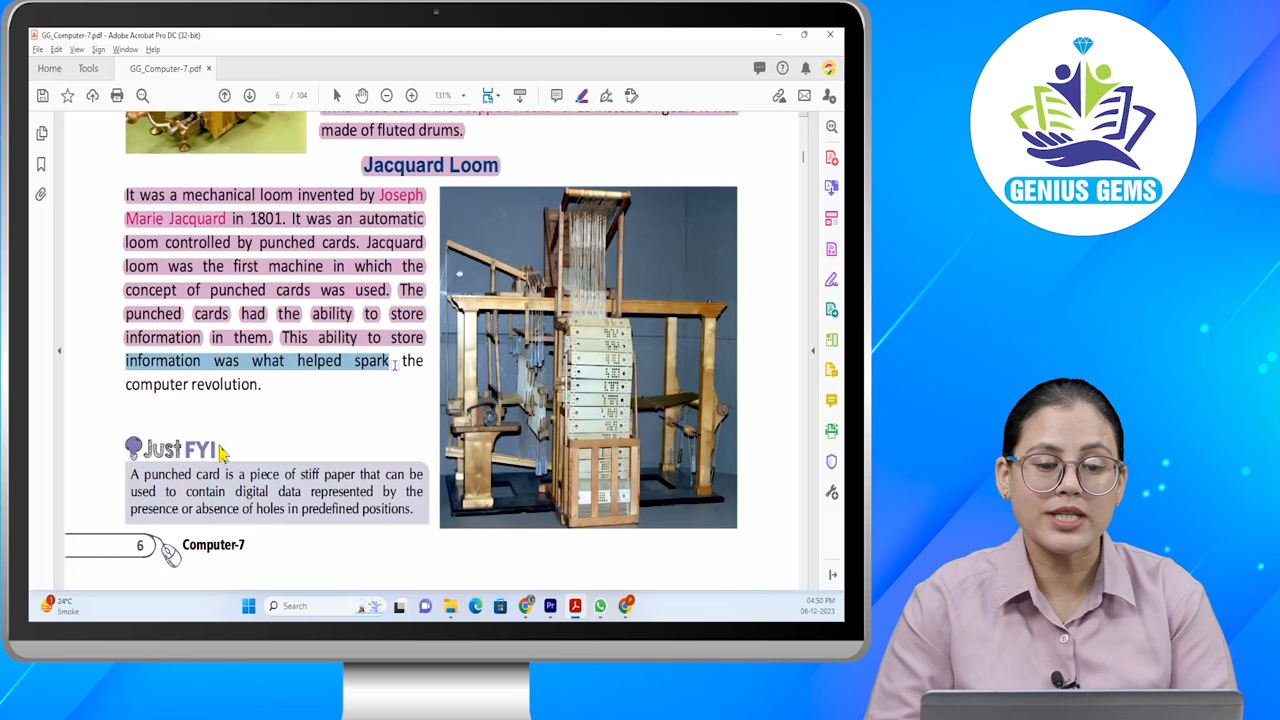 GG_Computer-7.pdf - Adobe Acrobat Pro DC (32-bit)
File Edit View Sign Window Help
Home Tools GG_Computer-7.pdf ×
6 / 104 131%
made of fluted drums.
Jacquard Loom
It was a mechanical loom invented by Joseph
Marie Jacquard in 1801. It was an automatic
loom controlled by punched cards. Jacquard
loom was the first machine in which the
concept of punched cards was used. The
punched cards had the ability to store
information in them. This ability to store
information was what helped spark the
computer revolution.
Just FYI
A punched card is a piece of stiff paper that can be
used to contain digital data represented by the
presence or absence of holes in predefined positions.
6 Computer-7
24°C
Smoke
Search
04:50 PM
06-12-2023
GENIUS GEMS